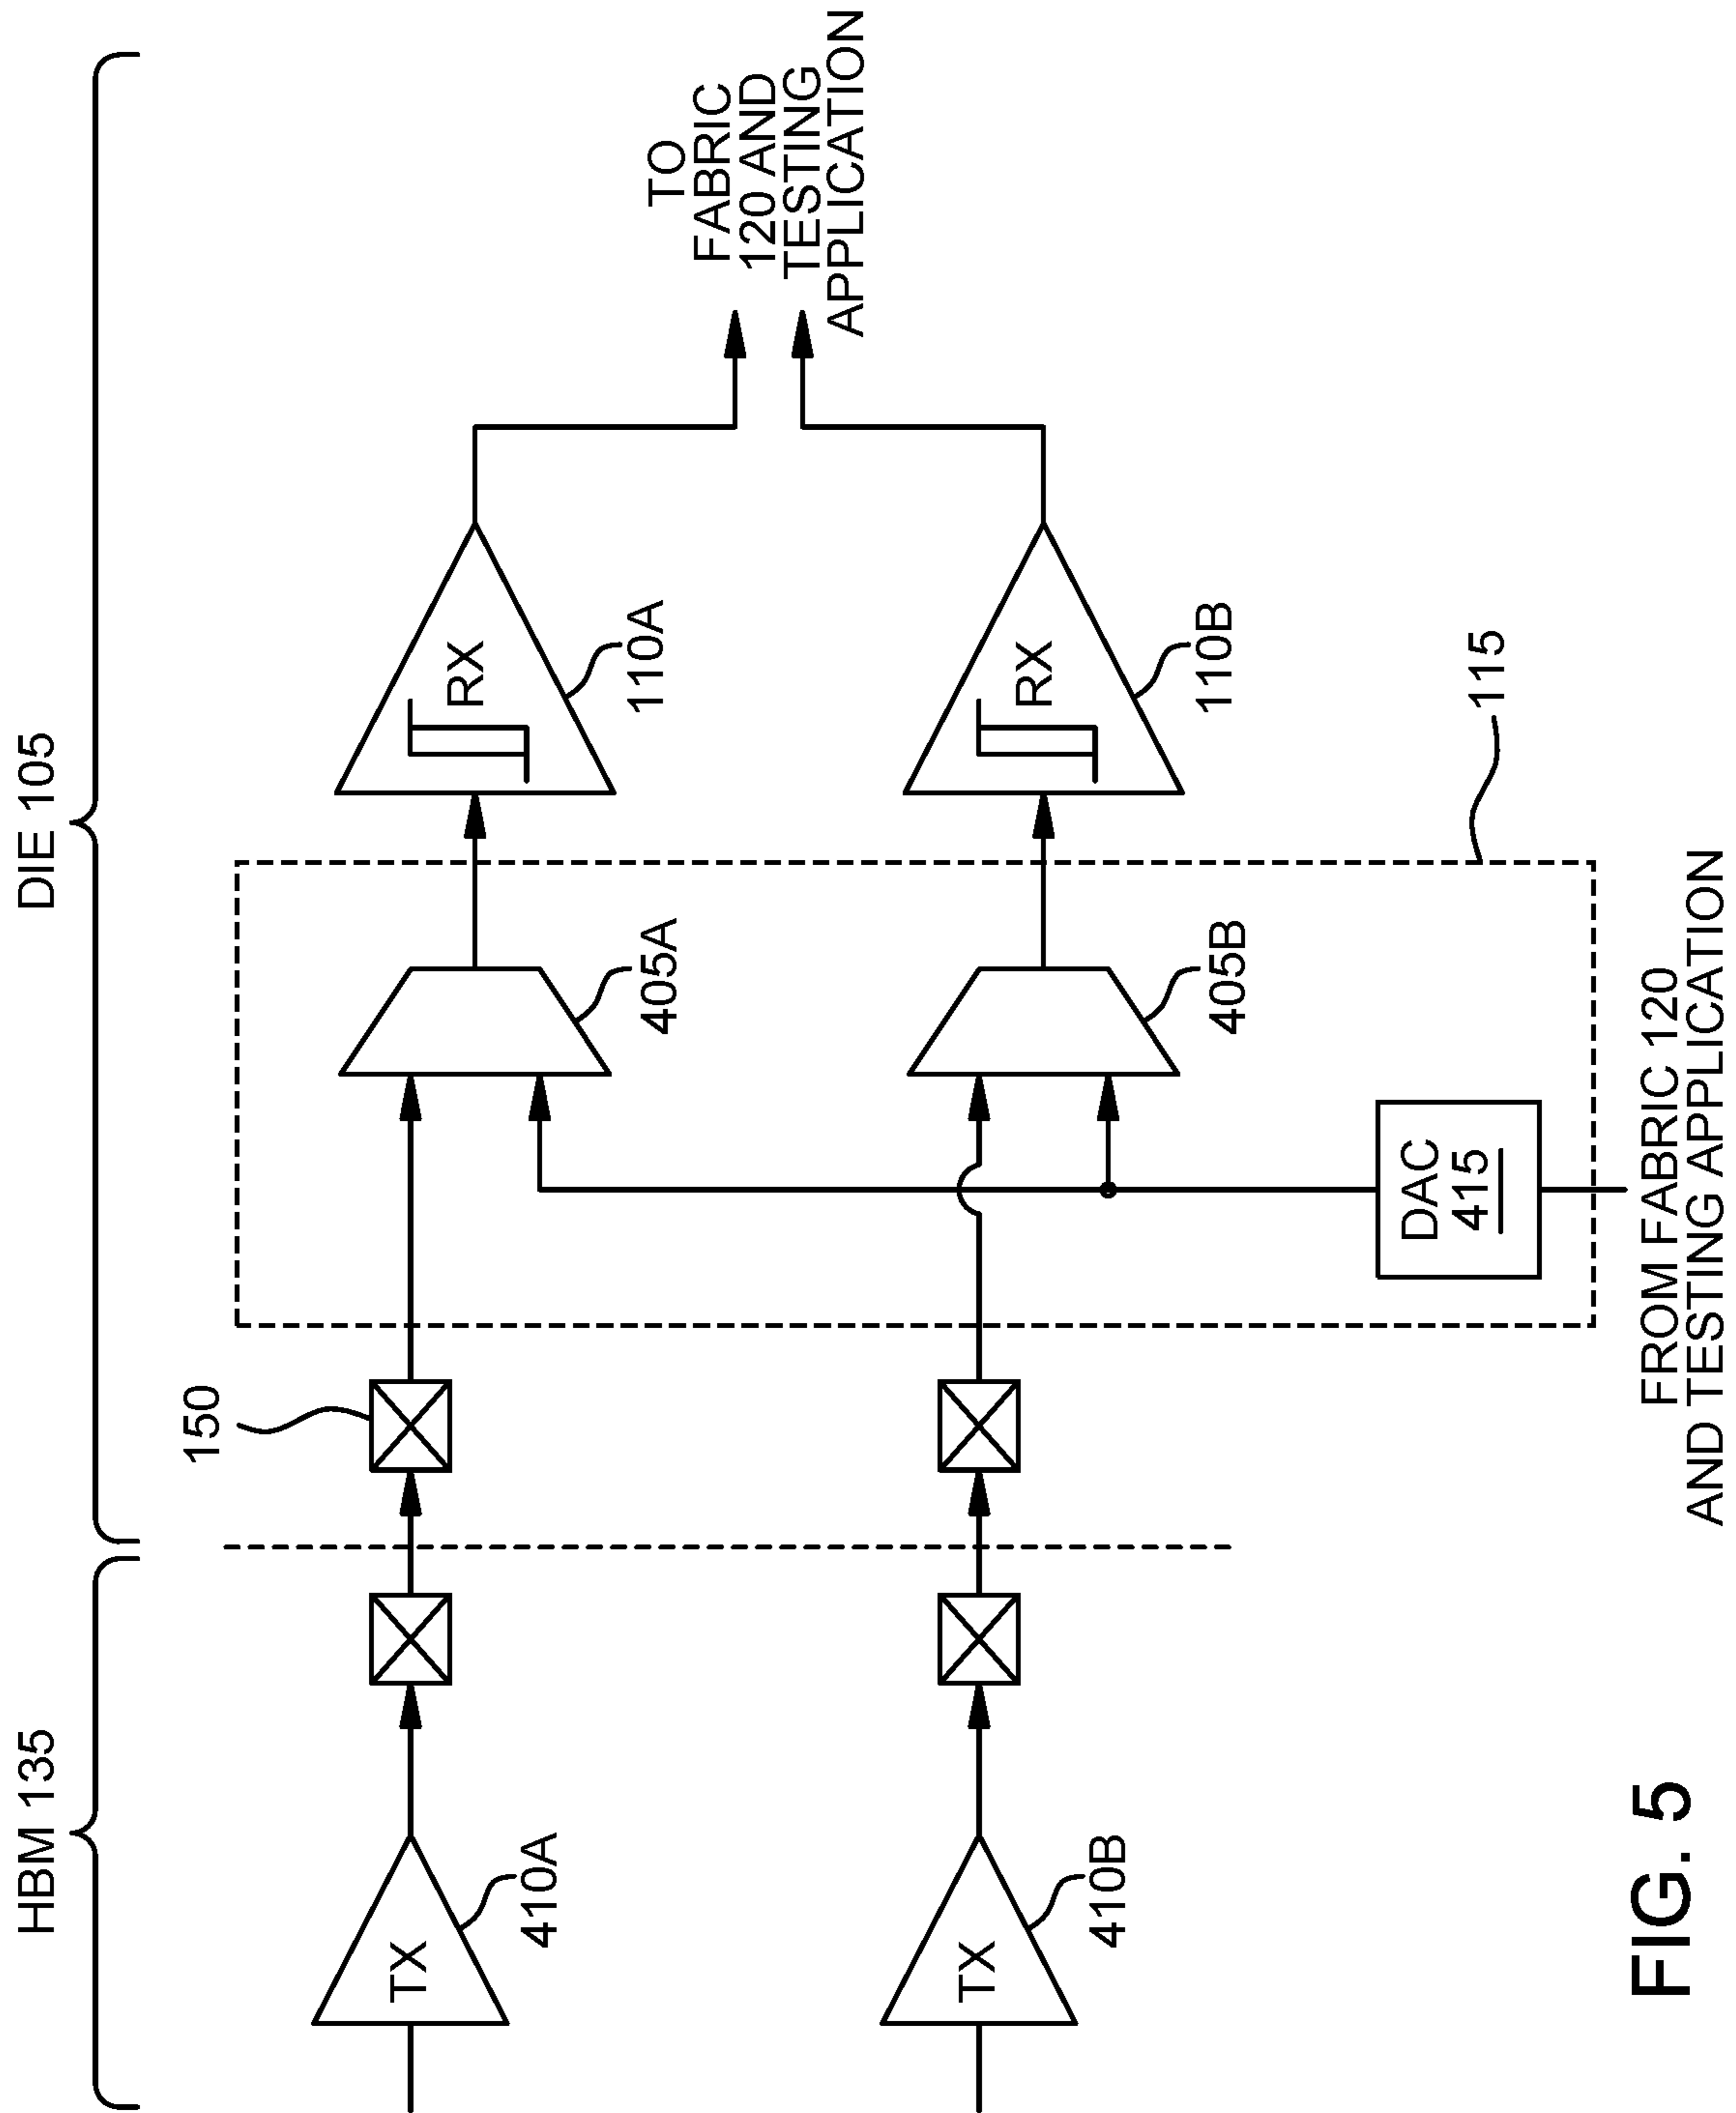 HBM 135
DIE 105
TX
410A
150
405A
RX
110A
TO
FABRIC
120 AND
TESTING
APPLICATION
TX
410B
405B
RX
110B
DAC
415
115
FROM FABRIC 120
AND TESTING APPLICATION
FIG. 5